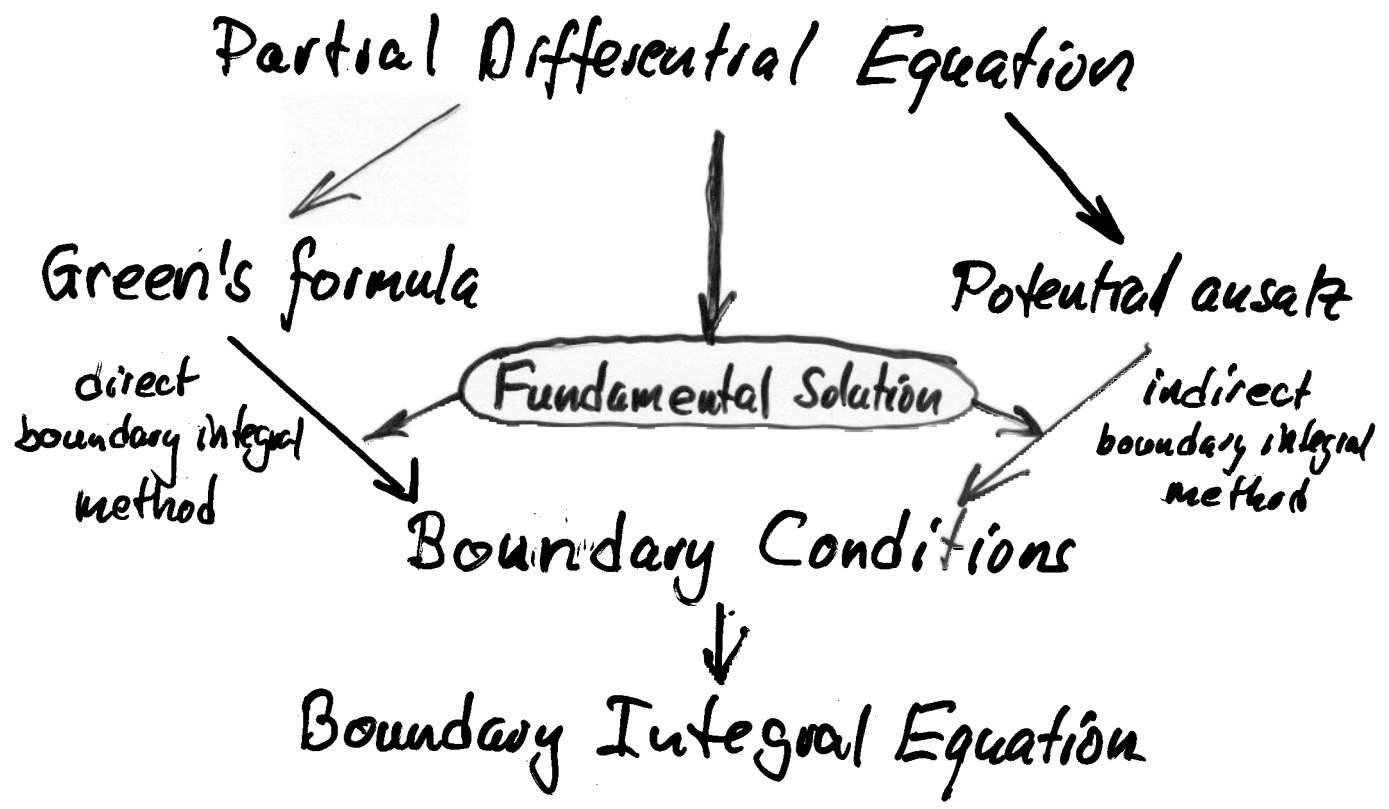 Partial Differential Equation
Green's formula
Potential ansatz
direct
boundary integral
method
Fundamental Solution
indirect
boundary integral
method
Boundary Conditions
Boundary Integral Equation